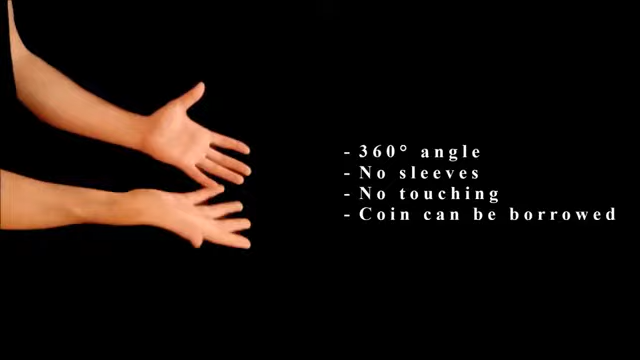 - 360° angle
- No sleeves
- No touching
- Coin can be borrowed